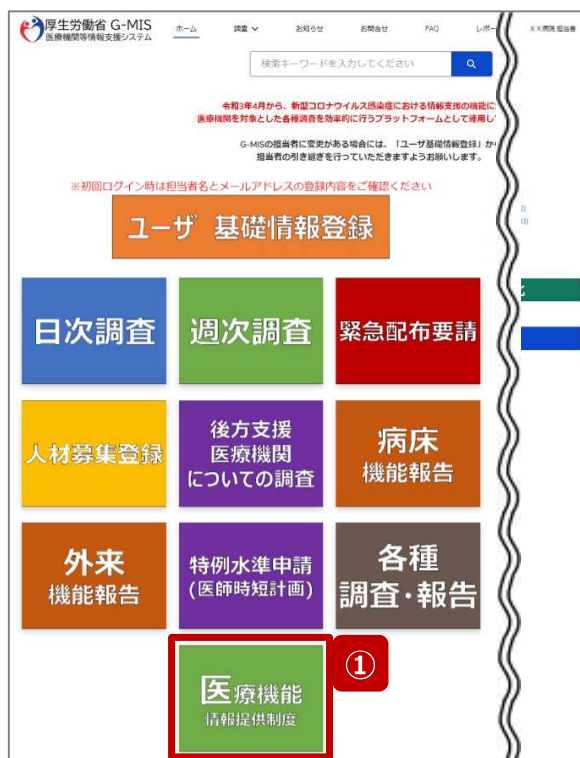 厚生労働省 G-MIS
医療機関等情報支援システム
ホーム 調査 お知らせ お問合せ FAQ レポー XX病院 担当者
検索キーワードを入力してください
令和3年4月から、新型コロナウイルス感染症における情報支援の機能に
医療機関を対象とした各種調査を効率的に行うプラットフォームとして運用し
G-MISの担当者に変更がある場合には、「ユーザ基礎情報登録」か
担当者の引き継ぎを行っていただきますようお願いします。
※初回ログイン時は担当者名とメールアドレスの登録内容をご確認ください
ユーザ 基礎情報登録
日次調査
週次調査
緊急配布要請
人材募集登録
後方支援
医療機関
についての調査
病床
機能報告
外来
機能報告
特例水準申請
(医師時短計画)
各種
調査・報告
医療機能
情報提供制度
①